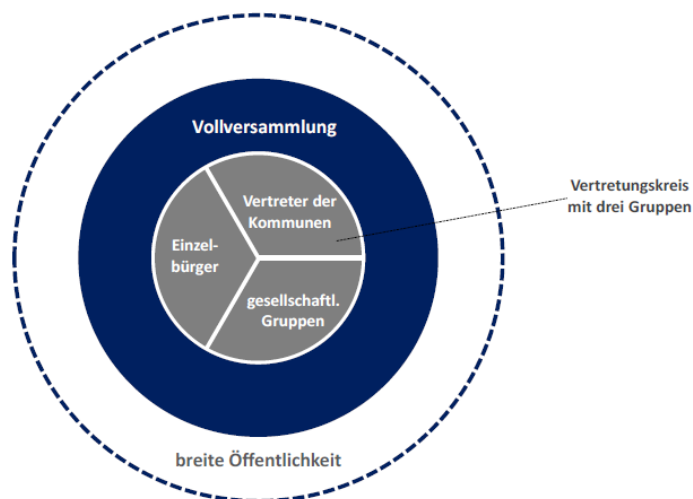 Vollversammlung
Vertreter der
Kommunen
Einzel-
bürger
gesellschaftl.
Gruppen
Vertretungskreis
mit drei Gruppen
breite Öffentlichkeit